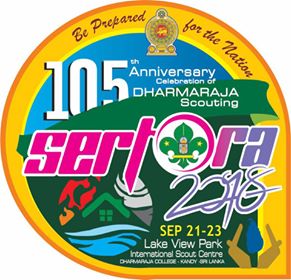 Be Prepared for the Nation
105th Anniversary
Celebration of
DHARMARAJA
Scouting
sertora
2018
SEP 21-23
Lake View Park
International Scout Centre
DHARMARAJA COLLEGE - KANDY - SRI LANKA